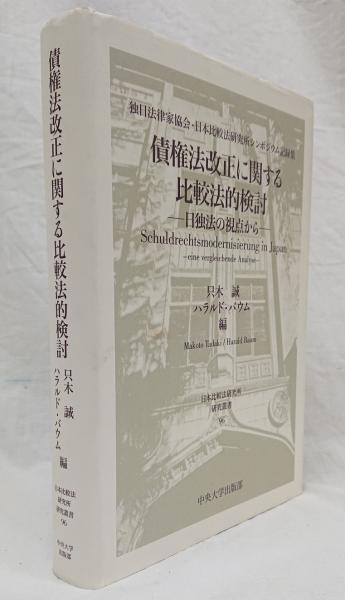 債権法改正に関する比較法的検討
只木 誠
ハラルド・バウム 編
日本比較法
研究所
研究叢書
96
中央大学
出版部
独日法律家協会・日本比較法研究所シンポジウム記録集
債権法改正に関する
比較法的検討
―日独法の視点から―
Schuldrechtsmodernisierung in Japan
–eine vergleichende Analyse–
只木 誠
ハラルド・バウム
編
Makoto Tadaki / Harald Baum
日本比較法研究所
研究叢書
96
中央大学出版部